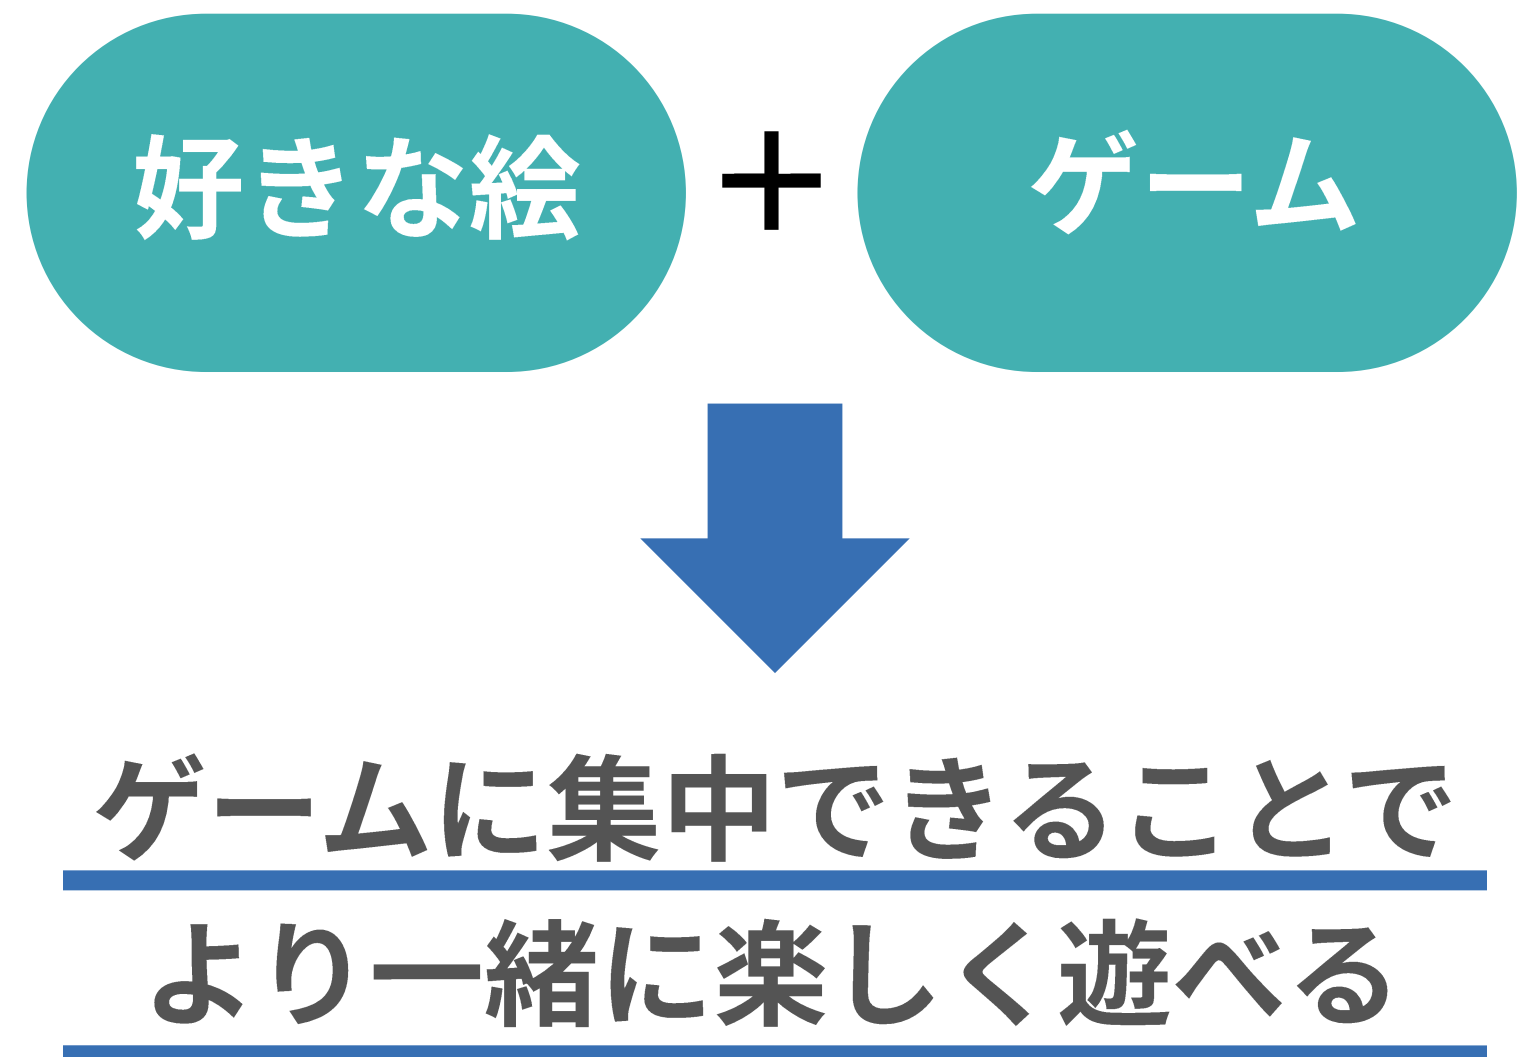 好きな絵
+
ゲーム
ゲームに集中できることで
より一緒に楽しく遊べる